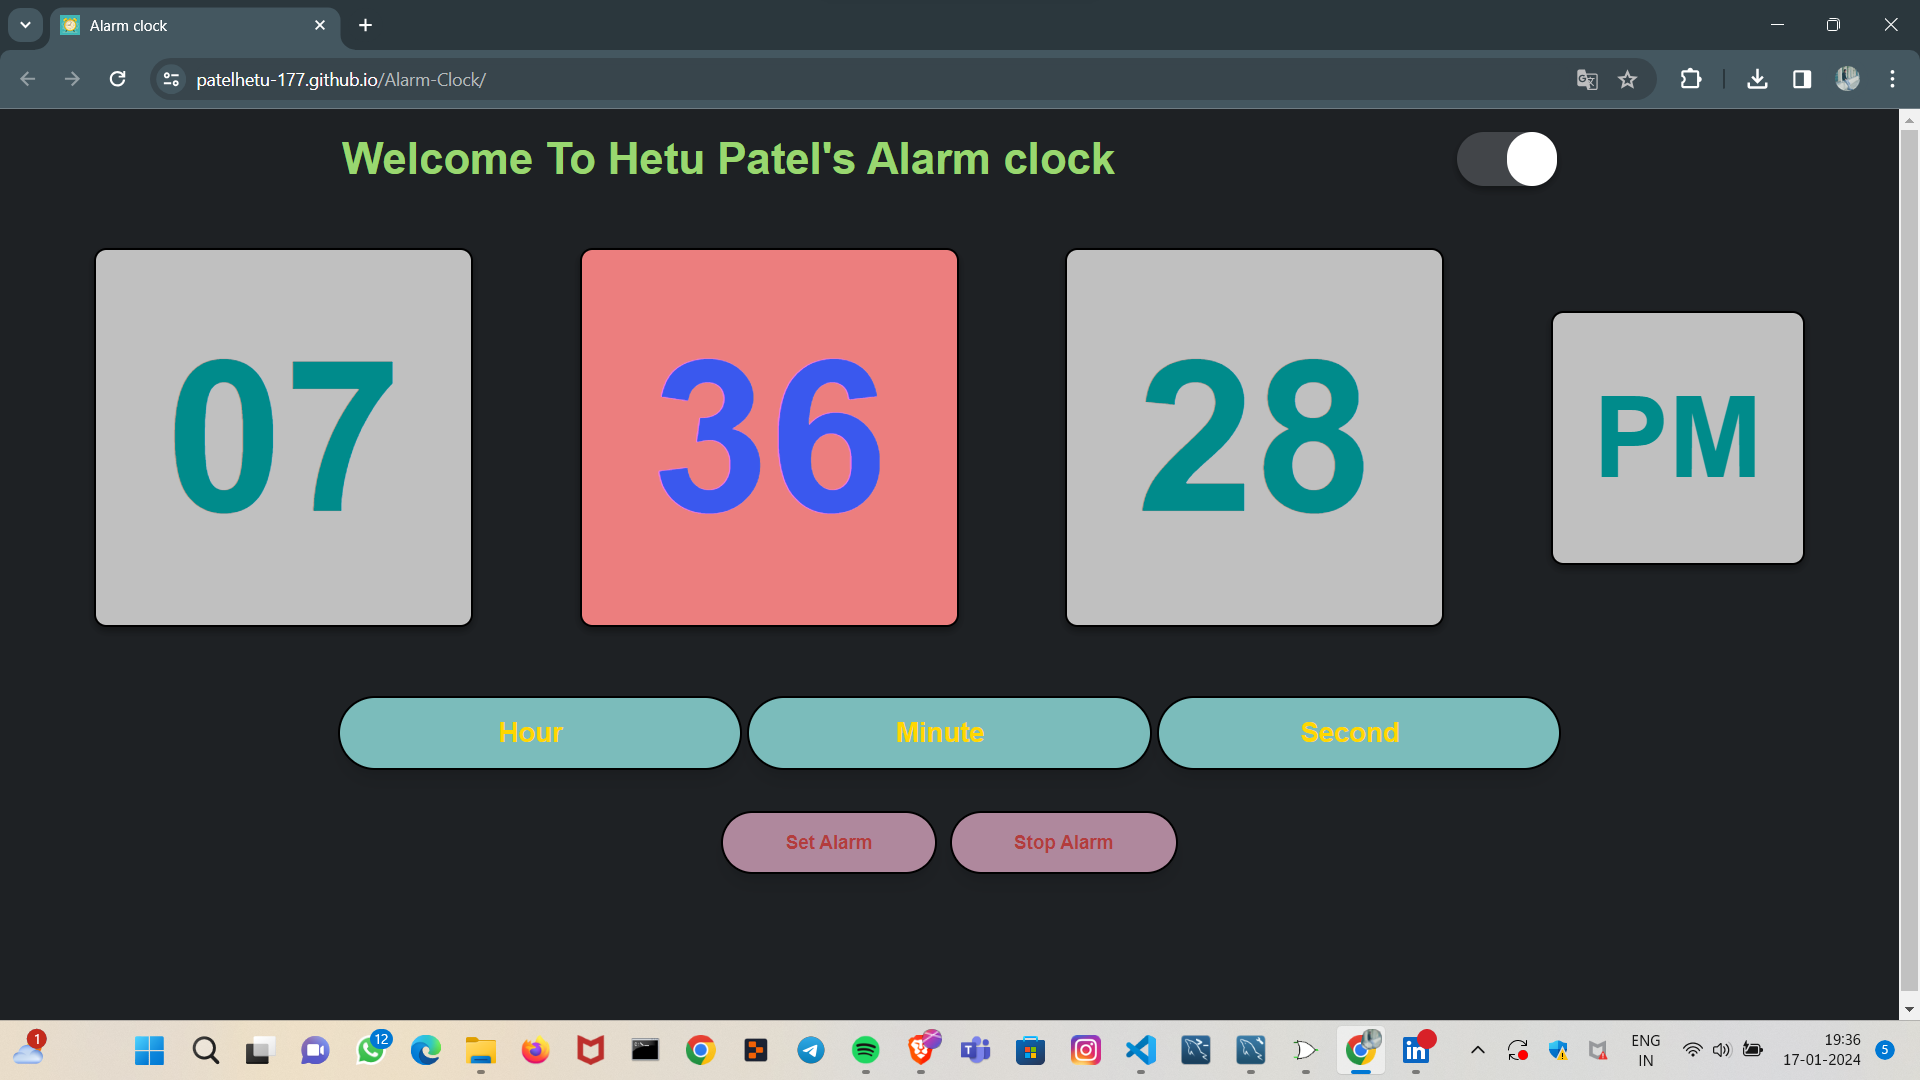 Alarm clock
patelhetu-177.github.io/Alarm-Clock/
Welcome To Hetu Patel's Alarm clock
07 36 28 PM
Hour Minute Second
Set Alarm Stop Alarm
1
12
ENG
IN
19:36
17-01-2024
5